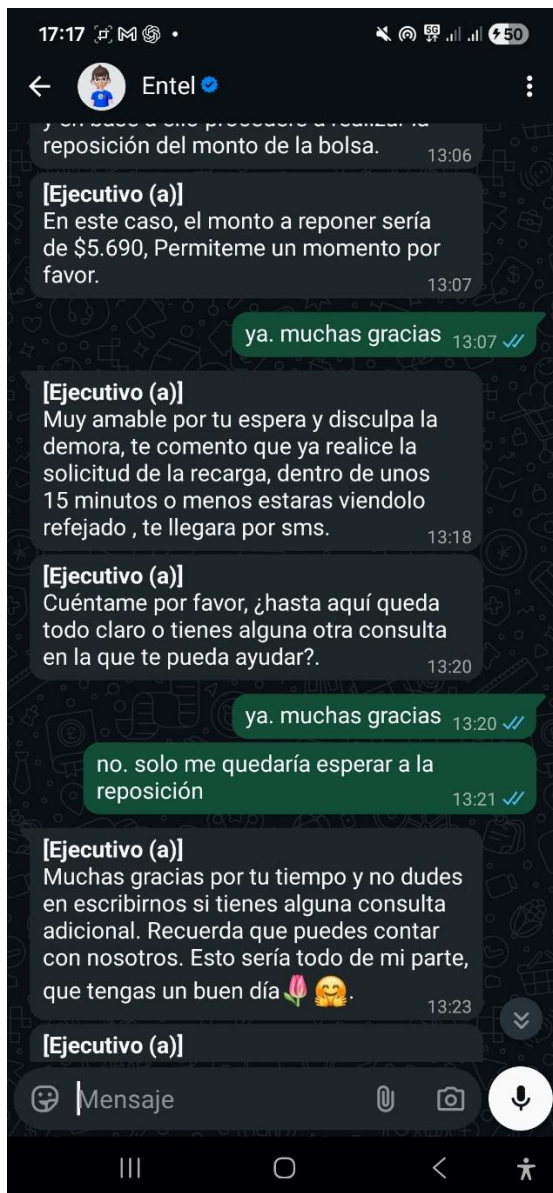 17:17
50
Entel
reposición del monto de la bolsa.
13:06
[Ejecutivo (a)]
En este caso, el monto a reponer sería
de $5.690, Permiteme un momento por
favor.
13:07
ya. muchas gracias 13:07
[Ejecutivo (a)]
Muy amable por tu espera y disculpa la
demora, te comento que ya realice la
solicitud de la recarga, dentro de unos
15 minutos o menos estaras viendolo
refejado , te llegara por sms.
13:18
[Ejecutivo (a)]
Cuéntame por favor, ¿hasta aquí queda
todo claro o tienes alguna otra consulta
en la que te pueda ayudar?.
13:20
ya. muchas gracias 13:20
no. solo me quedaría esperar a la
reposición
13:21
[Ejecutivo (a)]
Muchas gracias por tu tiempo y no dudes
en escribirnos si tienes alguna consulta
adicional. Recuerda que puedes contar
con nosotros. Esto sería todo de mi parte,
que tengas un buen día🌷 🤗.
13:23
[Ejecutivo (a)]
Mensaje